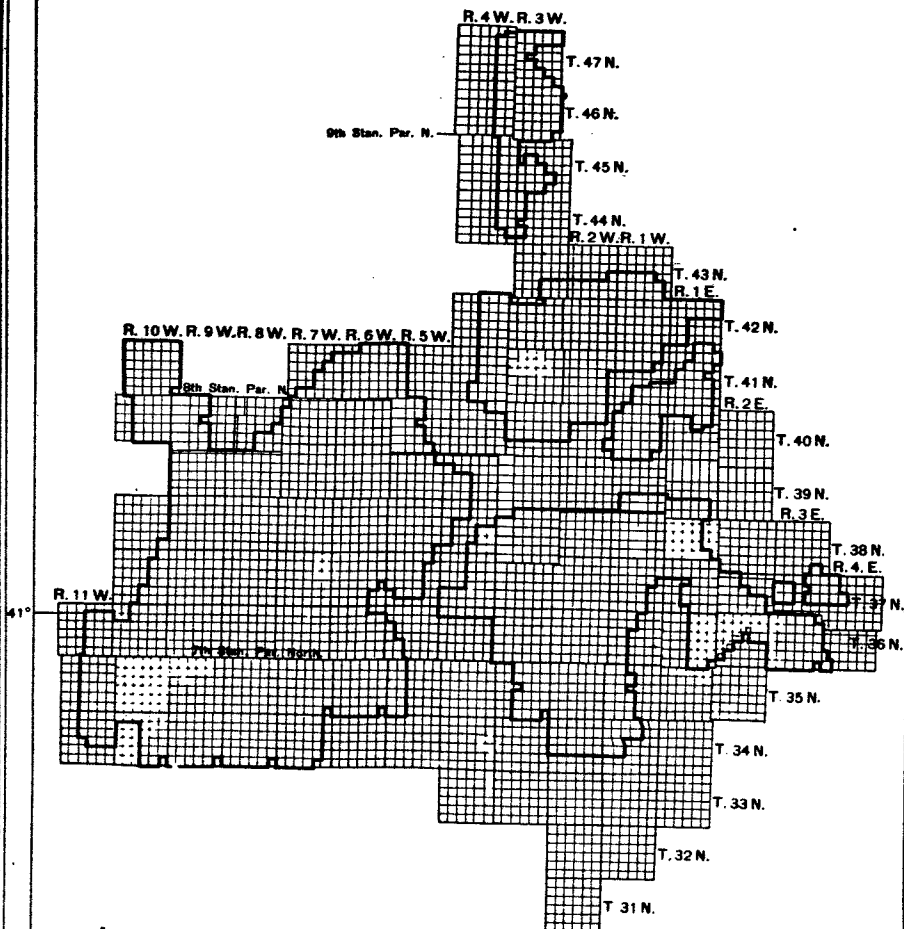 R. 4 W. R. 3 W.
T. 47 N.
T. 46 N.
9th Stan. Par. N.
T. 45 N.
T. 44 N.
R. 2 W. R. 1 W.
T. 43 N.
R. 1 E.
T. 42 N.
R. 10 W. R. 9 W. R. 8 W. R. 7 W. R. 6 W. R. 5 W.
T. 41 N.
8th Stan. Par. N.
R. 2 E.
T. 40 N.
T. 39 N.
R. 3 E.
T. 38 N.
R. 4. E.
R. 11 W.
T. 37 N.
41°
T. 36 N.
7th Stan. Par. North
T. 35 N.
T. 34 N.
T. 33 N.
T. 32 N.
T 31 N.